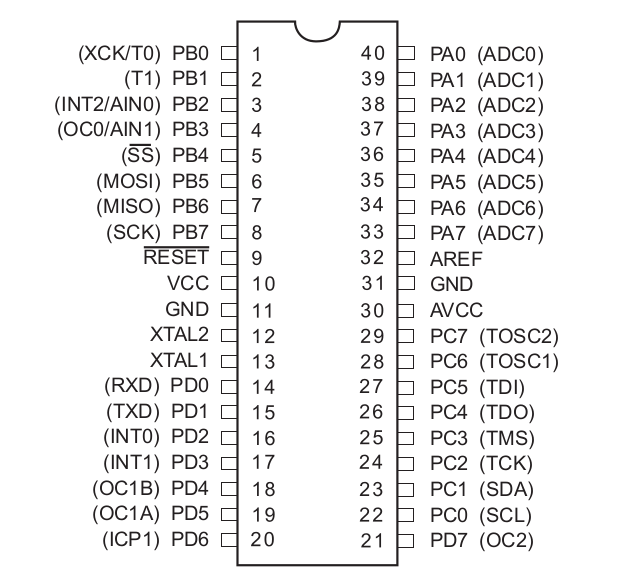 (XCK/T0) PB0 1 40 PA0 (ADC0)
(T1) PB1 2 39 PA1 (ADC1)
(INT2/AIN0) PB2 3 38 PA2 (ADC2)
(OC0/AIN1) PB3 4 37 PA3 (ADC3)
(S̅S̅) PB4 5 36 PA4 (ADC4)
(MOSI) PB5 6 35 PA5 (ADC5)
(MISO) PB6 7 34 PA6 (ADC6)
(SCK) PB7 8 33 PA7 (ADC7)
R̅E̅S̅E̅T̅ 9 32 AREF
VCC 10 31 GND
GND 11 30 AVCC
XTAL2 12 29 PC7 (TOSC2)
XTAL1 13 28 PC6 (TOSC1)
(RXD) PD0 14 27 PC5 (TDI)
(TXD) PD1 15 26 PC4 (TDO)
(INT0) PD2 16 25 PC3 (TMS)
(INT1) PD3 17 24 PC2 (TCK)
(OC1B) PD4 18 23 PC1 (SDA)
(OC1A) PD5 19 22 PC0 (SCL)
(ICP1) PD6 20 21 PD7 (OC2)